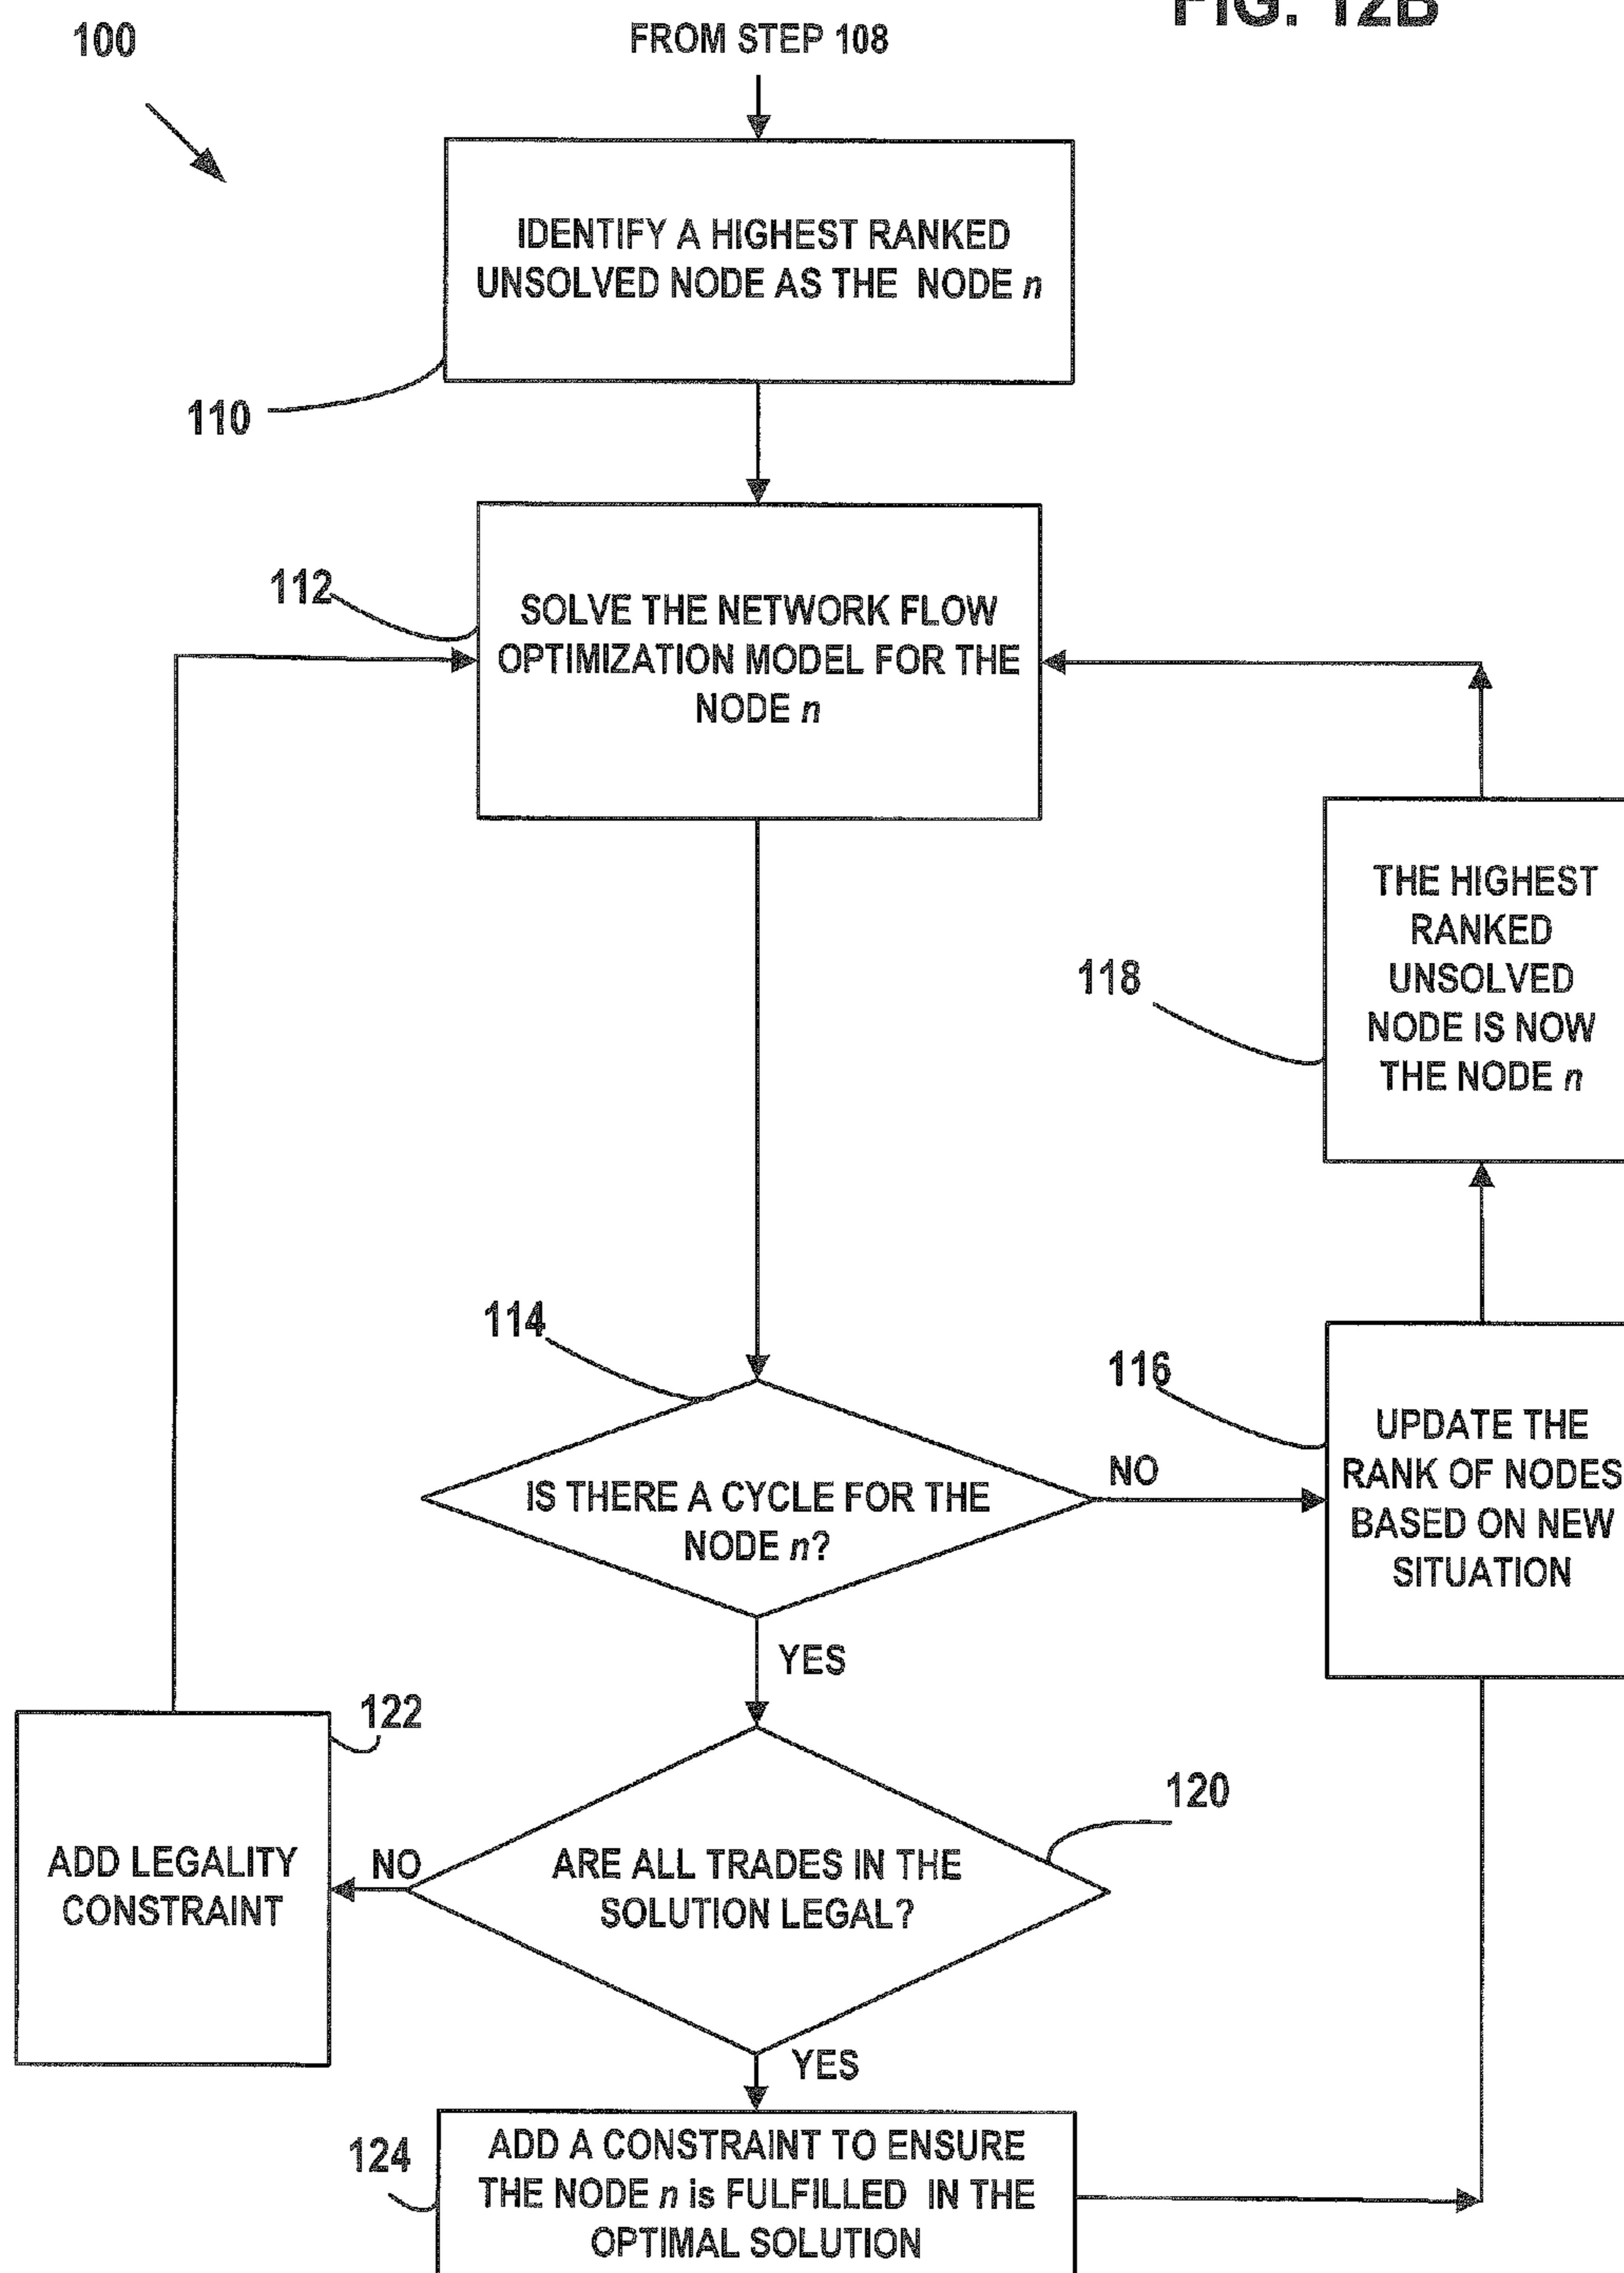 FIG. 12B
100
FROM STEP 108
IDENTIFY A HIGHEST RANKED
UNSOLVED NODE AS THE NODE n
110
112
SOLVE THE NETWORK FLOW
OPTIMIZATION MODEL FOR THE
NODE n
THE HIGHEST
RANKED
UNSOLVED
NODE IS NOW
THE NODE n
118
114
116
IS THERE A CYCLE FOR THE
NODE n?
NO
UPDATE THE
RANK OF NODES
BASED ON NEW
SITUATION
YES
122
120
ADD LEGALITY
CONSTRAINT
NO
ARE ALL TRADES IN THE
SOLUTION LEGAL?
YES
124
ADD A CONSTRAINT TO ENSURE
THE NODE n is FULFILLED IN THE
OPTIMAL SOLUTION